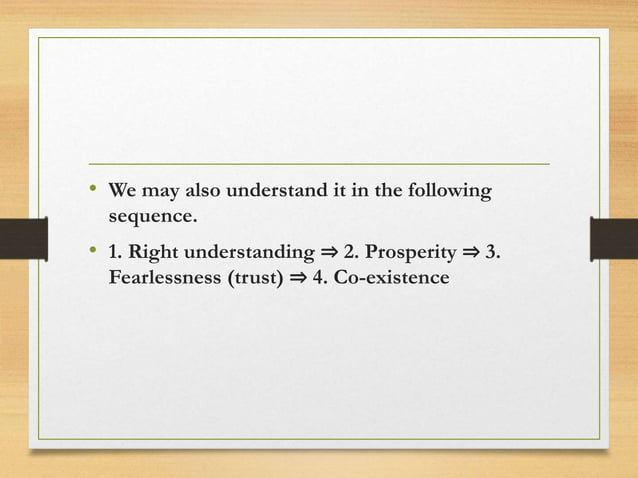 • We may also understand it in the following
sequence.
• 1. Right understanding ⇒ 2. Prosperity ⇒ 3.
Fearlessness (trust) ⇒ 4. Co-existence